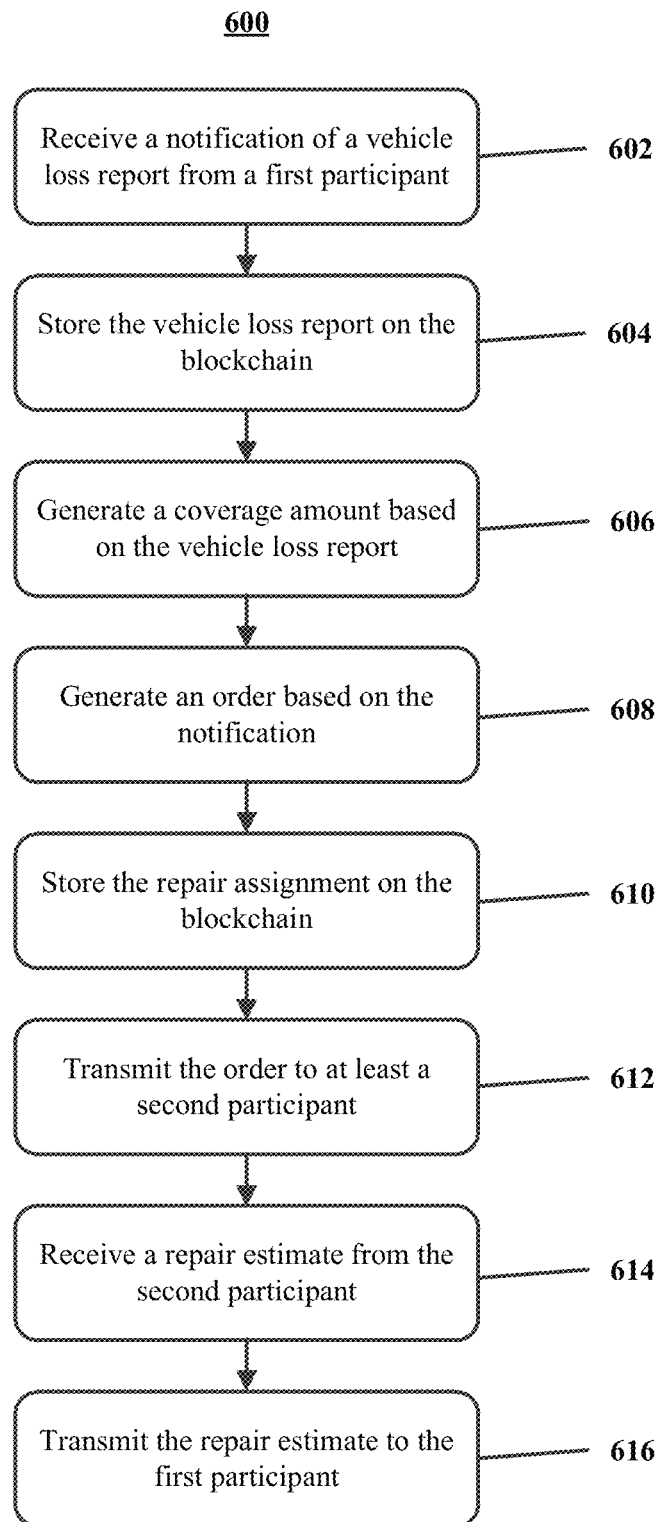 600
Receive a notification of a vehicle
loss report from a first participant
602
Store the vehicle loss report on the
blockchain
604
Generate a coverage amount based
on the vehicle loss report
606
Generate an order based on the
notification
608
Store the repair assignment on the
blockchain
610
Transmit the order to at least a
second participant
612
Receive a repair estimate from the
second participant
614
Transmit the repair estimate to the
first participant
616